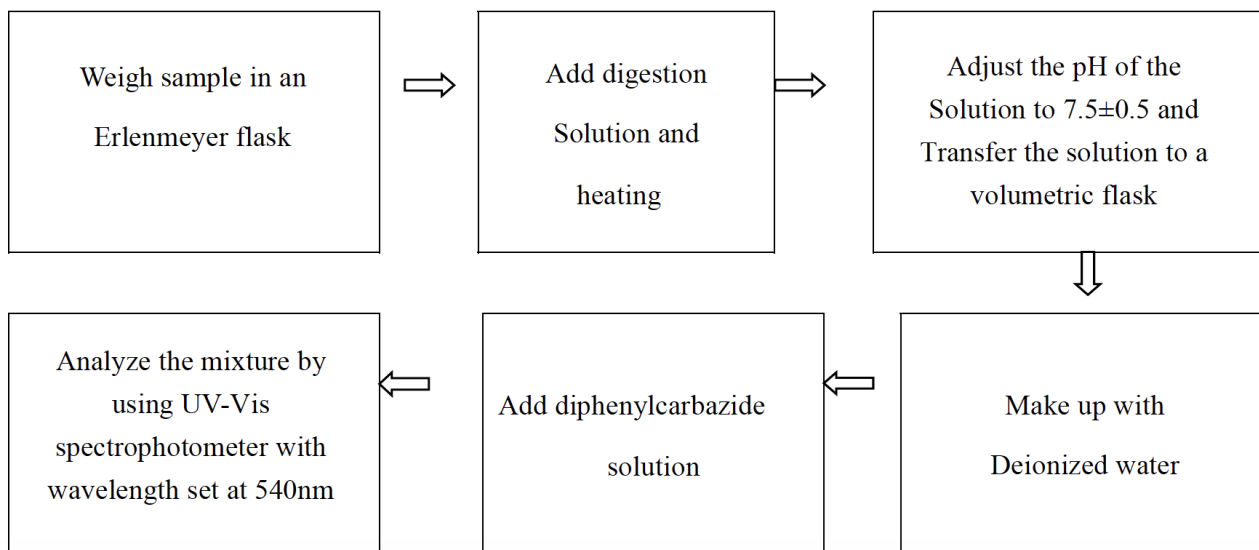 Weigh sample in an
Erlenmeyer flask
Add digestion
Solution and
heating
Adjust the pH of the
Solution to 7.5±0.5 and
Transfer the solution to a
volumetric flask
Make up with
Deionized water
Add diphenylcarbazide
solution
Analyze the mixture by
using UV-Vis
spectrophotometer with
wavelength set at 540nm